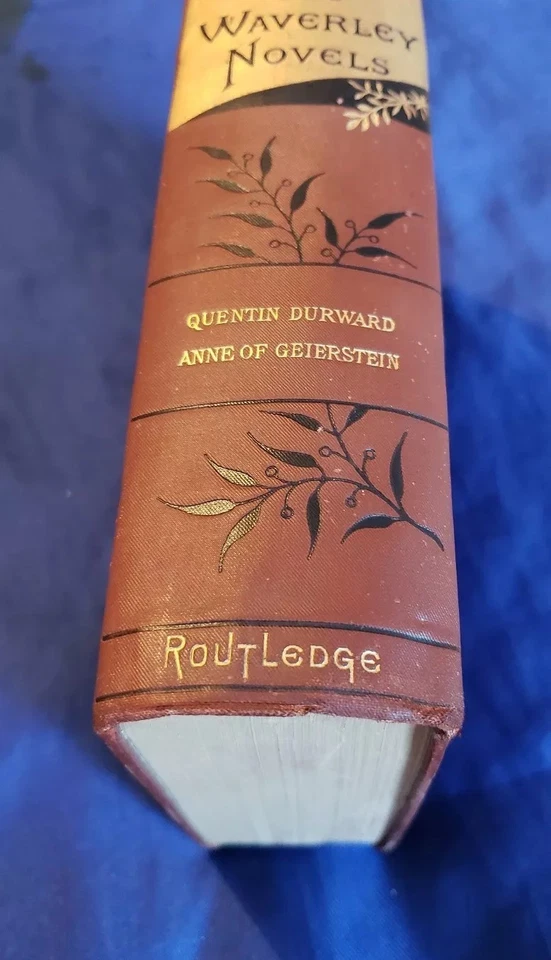 WAVERLEY
NOVELS
QUENTIN DURWARD
ANNE OF GEIERSTEIN
ROUTLEDGE